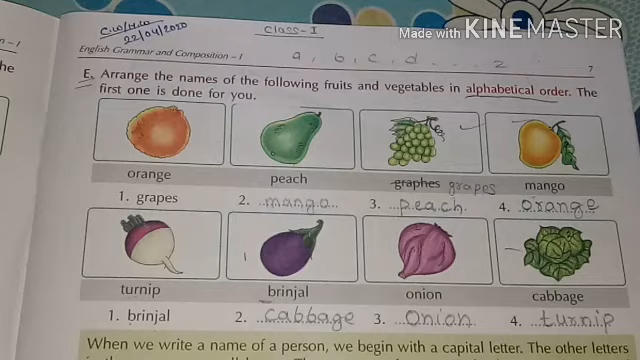 Made with KINEMASTER
C.W/H.W
22/04/2020
Class-I
English Grammar and Composition-I
a, b, c, d . . . . z
7
he
E. Arrange the names of the following fruits and vegetables in alphabetical order. The
first one is done for you.
orange peach graphes grapes mango
1. grapes 2. mango 3. peach 4. orange
turnip brinjal onion cabbage
1. brinjal 2. cabbage 3. onion 4. turnip
When we write a name of a person, we begin with a capital letter. The other letters